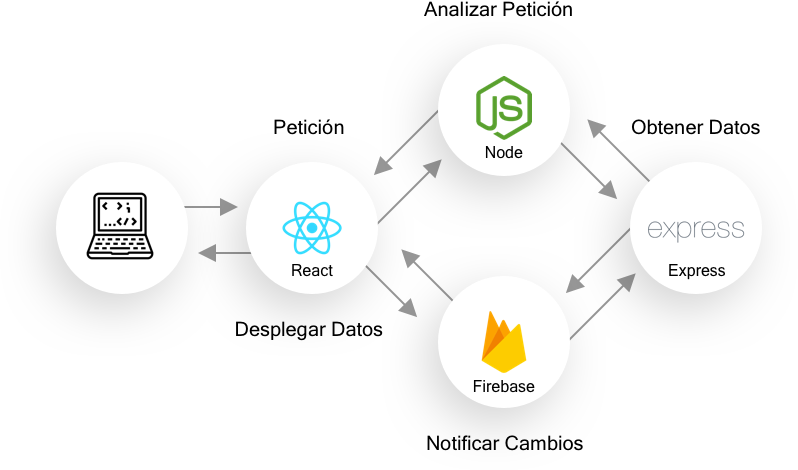 Analizar Petición
JS
Node
Petición
Obtener Datos
< > ;
... </>
express
React
Express
Desplegar Datos
Firebase
Notificar Cambios